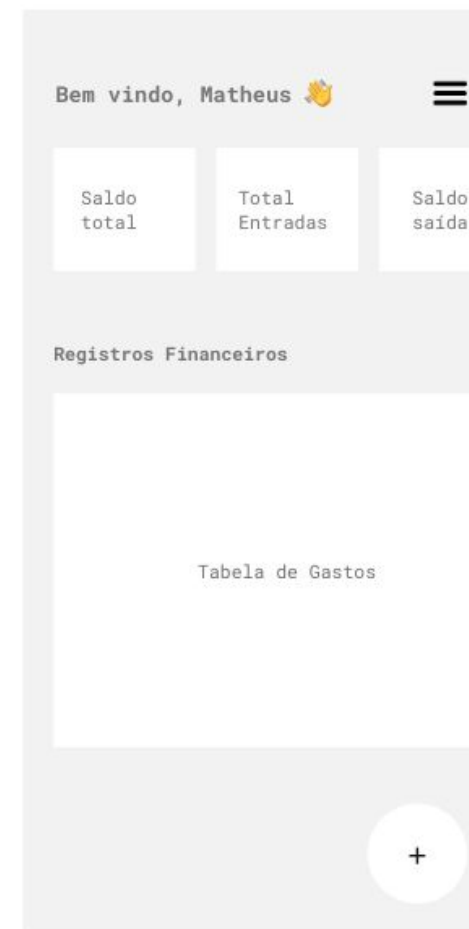 Bem vindo, Matheus 👋
Saldo
total
Total
Entradas
Saldo
saída
Registros Financeiros
Tabela de Gastos
+